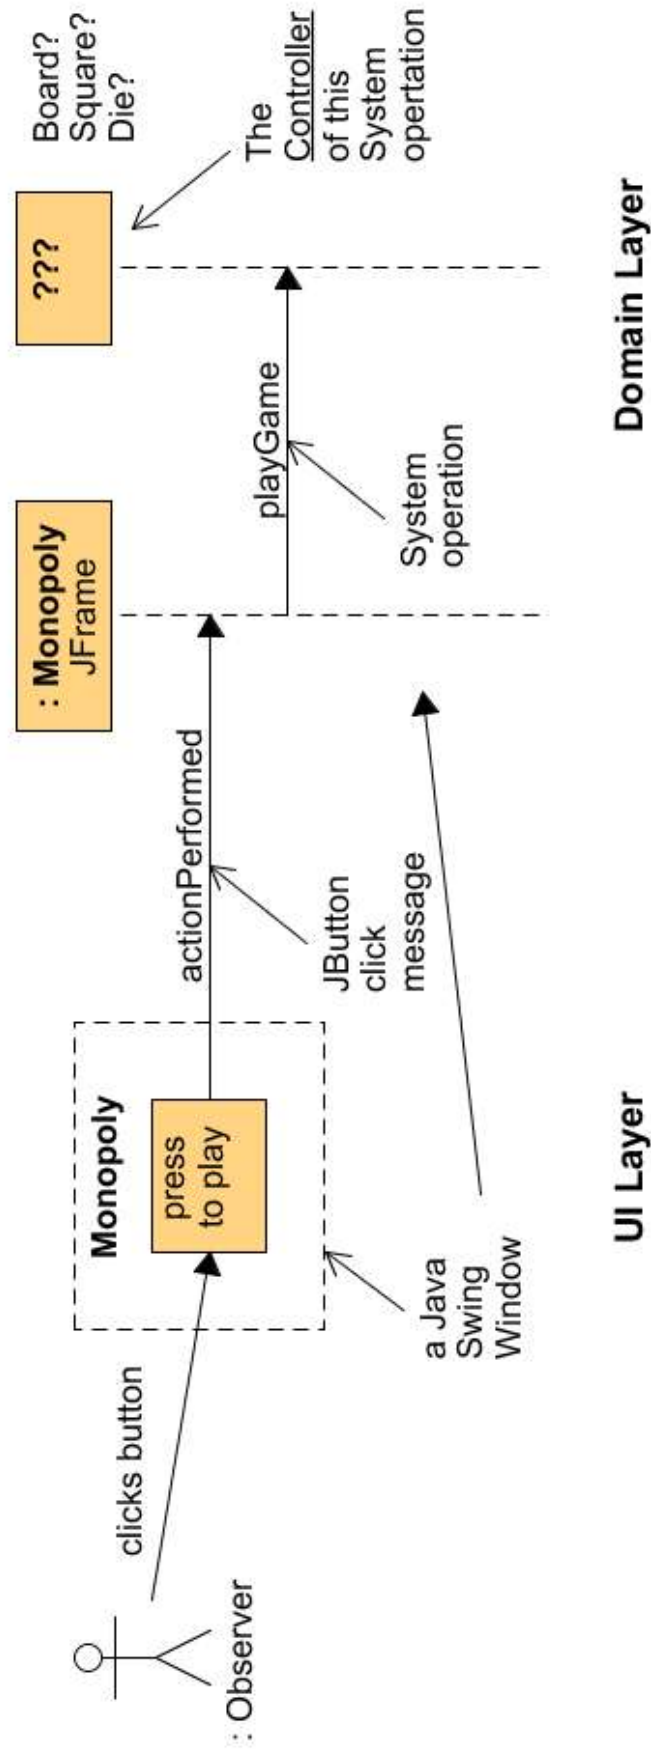 : Observer
clicks button
Monopoly
press
to play
a Java
Swing
Window
actionPerformed
JButton
click
message
: Monopoly
JFrame
playGame
System
operation
???
Board?
Square?
Die?
The
Controller
of this
System
opertation
UI Layer
Domain Layer